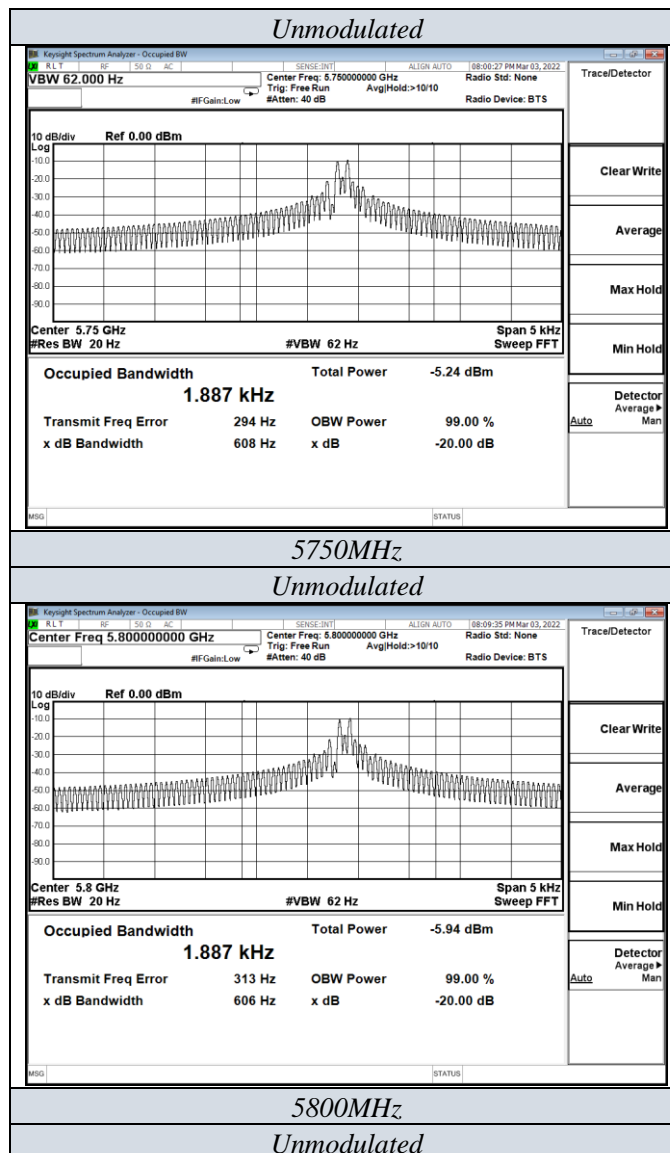 Unmodulated
Keysight Spectrum Analyzer - Occupied BW
RLT RF 50 Ω AC SENSE:INT ALIGN AUTO 08:00:27 PM Mar 03, 2022
VBW 62.000 Hz Center Freq: 5.750000000 GHz Radio Std: None Trace/Detector
Trig: Free Run Avg|Hold:>10/10
#IFGain:Low #Atten: 40 dB Radio Device: BTS
10 dB/div Ref 0.00 dBm
Log
-10.0
-20.0
-30.0
-40.0
-50.0
-60.0
-70.0
-80.0
-90.0
Clear Write
Average
Max Hold
Min Hold
Detector
Average
Auto Man
Center 5.75 GHz Span 5 kHz
#Res BW 20 Hz #VBW 62 Hz Sweep FFT
Occupied Bandwidth Total Power -5.24 dBm
1.887 kHz
Transmit Freq Error 294 Hz OBW Power 99.00 %
x dB Bandwidth 608 Hz x dB -20.00 dB
MSG STATUS
5750MHz
Unmodulated
Keysight Spectrum Analyzer - Occupied BW
RLT RF 50 Ω AC SENSE:INT ALIGN AUTO 08:09:35 PM Mar 03, 2022
Center Freq 5.800000000 GHz Center Freq: 5.800000000 GHz Radio Std: None Trace/Detector
Trig: Free Run Avg|Hold:>10/10
#IFGain:Low #Atten: 40 dB Radio Device: BTS
10 dB/div Ref 0.00 dBm
Log
-10.0
-20.0
-30.0
-40.0
-50.0
-60.0
-70.0
-80.0
-90.0
Clear Write
Average
Max Hold
Min Hold
Detector
Average
Auto Man
Center 5.8 GHz Span 5 kHz
#Res BW 20 Hz #VBW 62 Hz Sweep FFT
Occupied Bandwidth Total Power -5.94 dBm
1.887 kHz
Transmit Freq Error 313 Hz OBW Power 99.00 %
x dB Bandwidth 606 Hz x dB -20.00 dB
MSG STATUS
5800MHz
Unmodulated